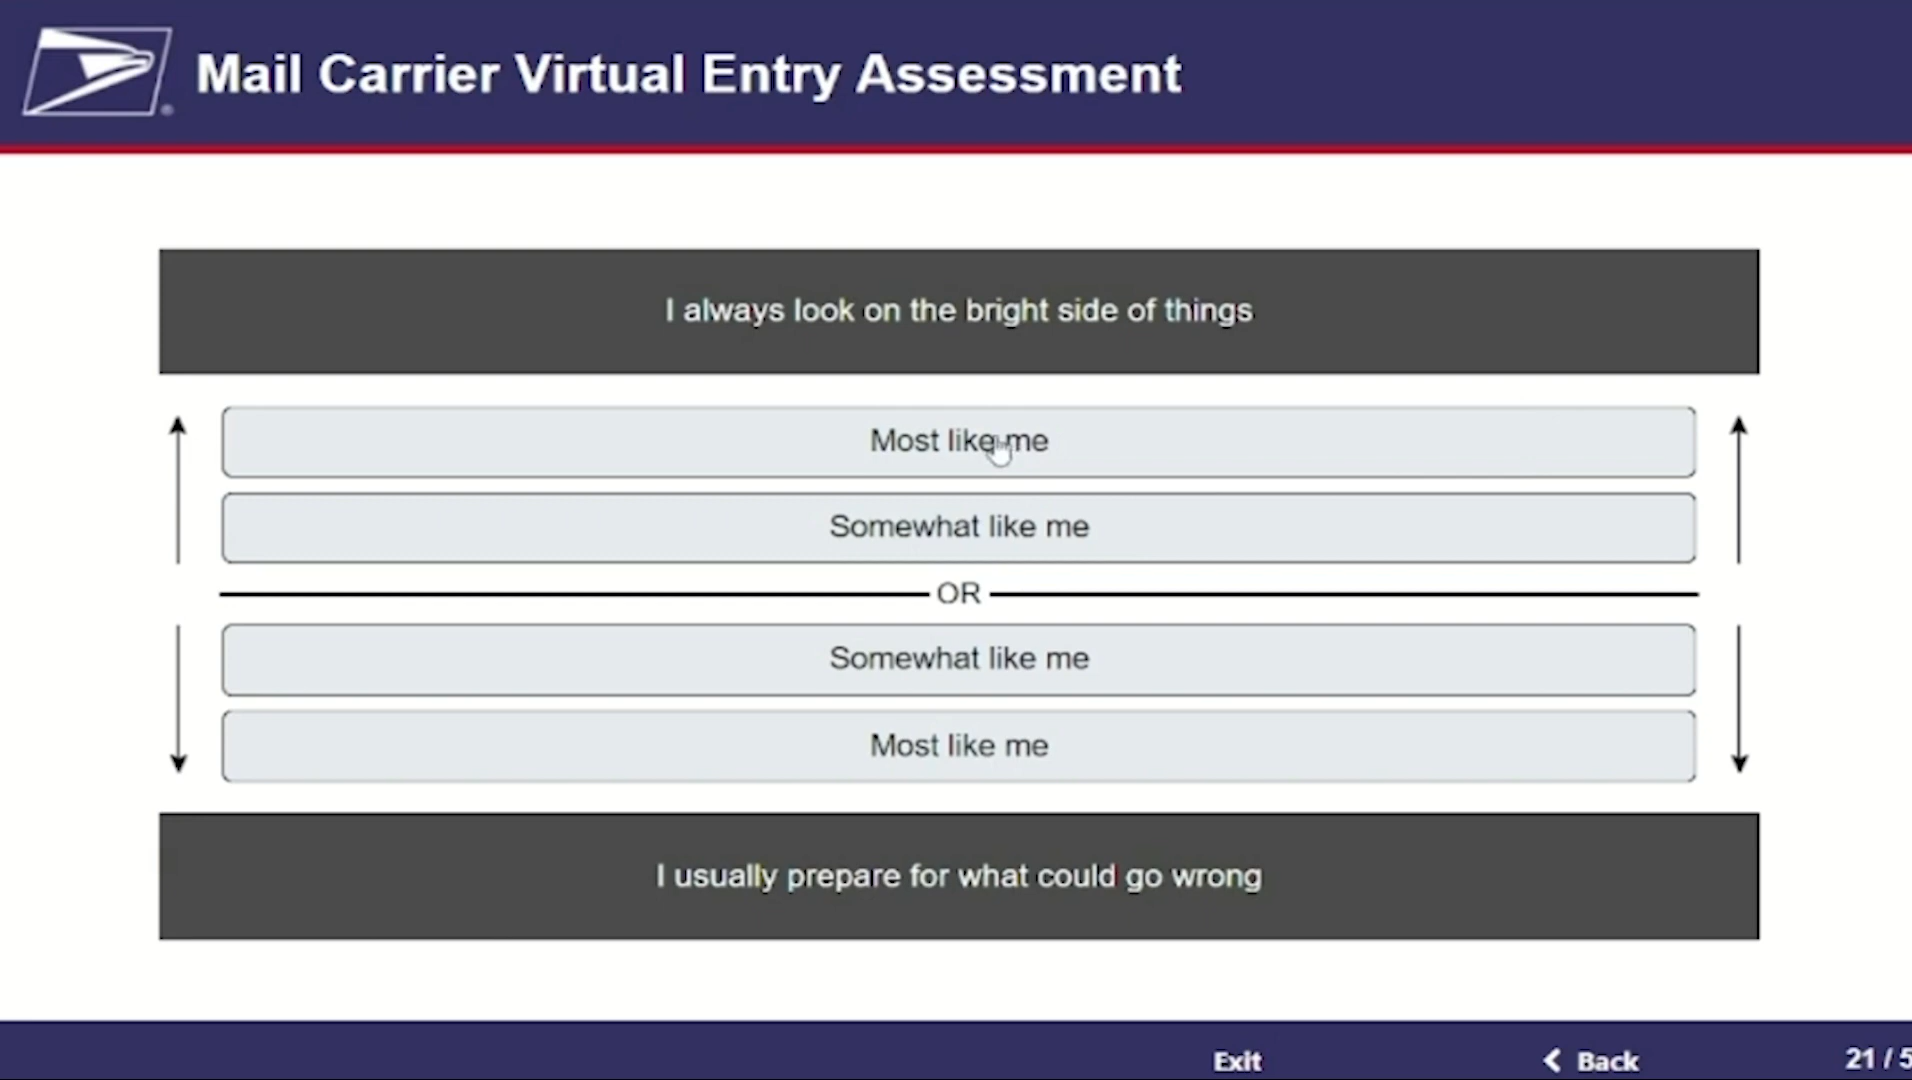 Mail Carrier Virtual Entry Assessment
I always look on the bright side of things
Most like me
Somewhat like me
OR
Somewhat like me
Most like me
I usually prepare for what could go wrong
Exit
Back
21 / 5